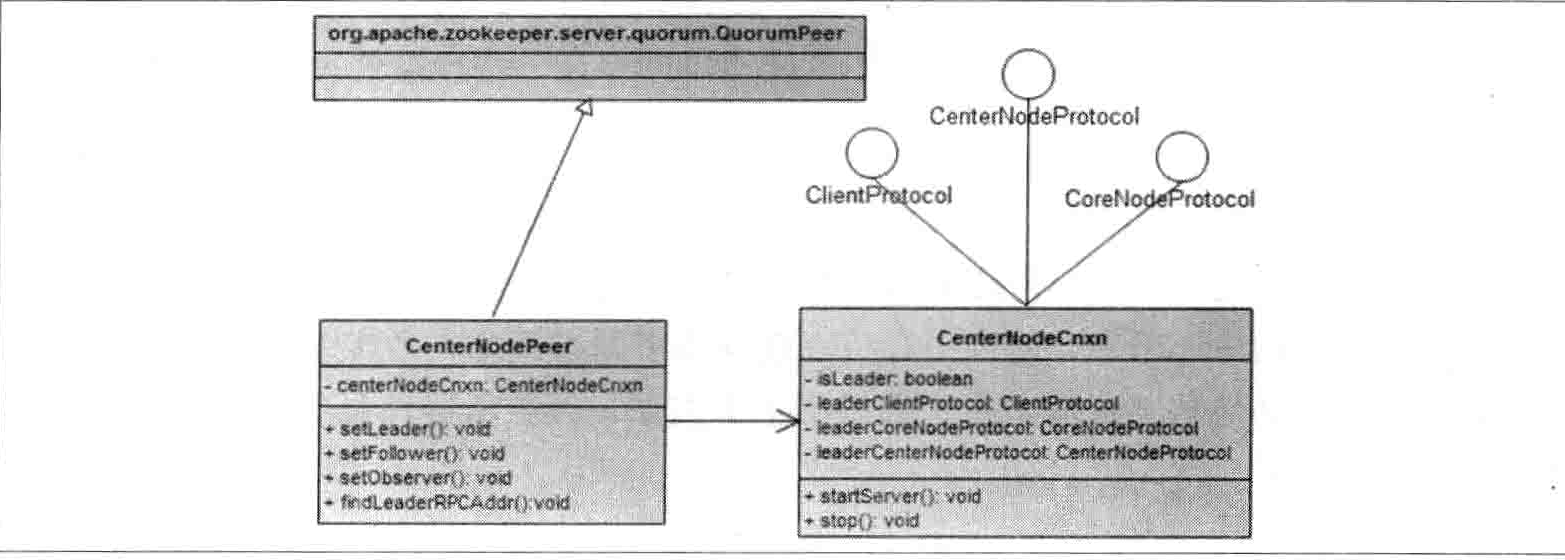 org.apache.zookeeper.server.quorum.QuorumPeer
CenterNodeProtocol
ClientProtocol
CoreNodeProtocol
CenterNodePeer
- centerNodeCnxn: CenterNodeCnxn
+ setLeader(): void
+ setFollower(): void
+ setObserver(): void
+ findLeaderRPCAddr():void
CenterNodeCnxn
- isLeader: boolean
- leaderClientProtocol: ClientProtocol
- leaderCoreNodeProtocol: CoreNodeProtocol
- leaderCenterNodeProtocol: CenterNodeProtocol
+ startServer(): void
+ stop(): void